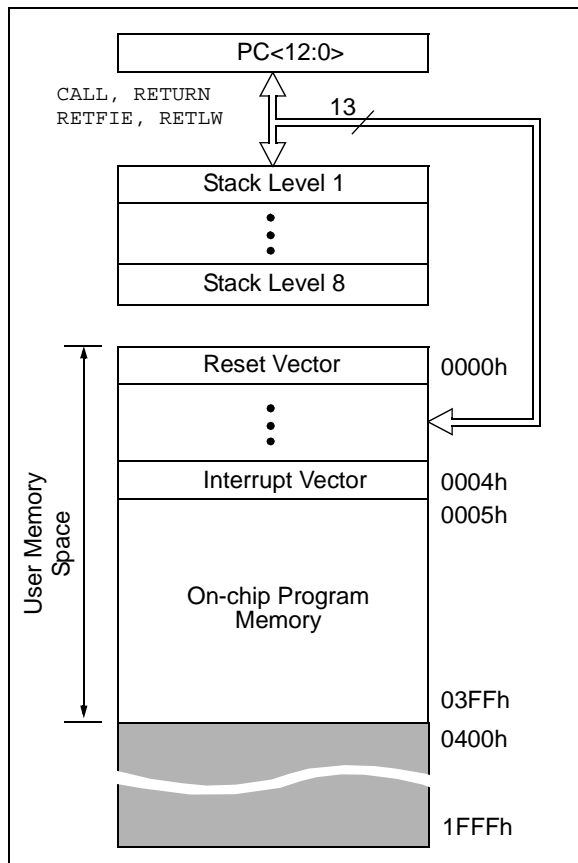 PC<12:0>
CALL, RETURN
RETFIE, RETLW
13
Stack Level 1
Stack Level 8
Reset Vector
0000h
Interrupt Vector
0004h
0005h
User Memory
Space
On-chip Program
Memory
03FFh
0400h
1FFFh